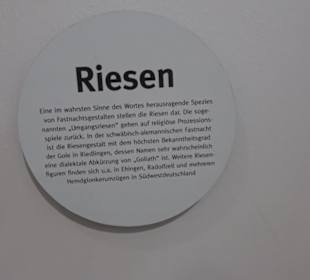 Riesen
Eine im wahrsten Sinne des Wortes herausragende Spezies
von Fastnachtsgestalten stellen die Riesen dar. Die soge-
nannten „Umgangsriesen" gehen auf religiöse Prozessions-
spiele zurück. In der schwäbisch-alemannischen Fastnacht
ist die Riesengestalt mit dem höchsten Bekanntheitsgrad
der Gole in Riedlingen, dessen Namen sehr wahrscheinlich
eine dialektale Abkürzung von „Goliath" ist. Weitere Riesen-
figuren finden sich u.a. in Ehingen, Radolfzell und mehreren
Hemdglonkerumzügen in Südwestdeutschland